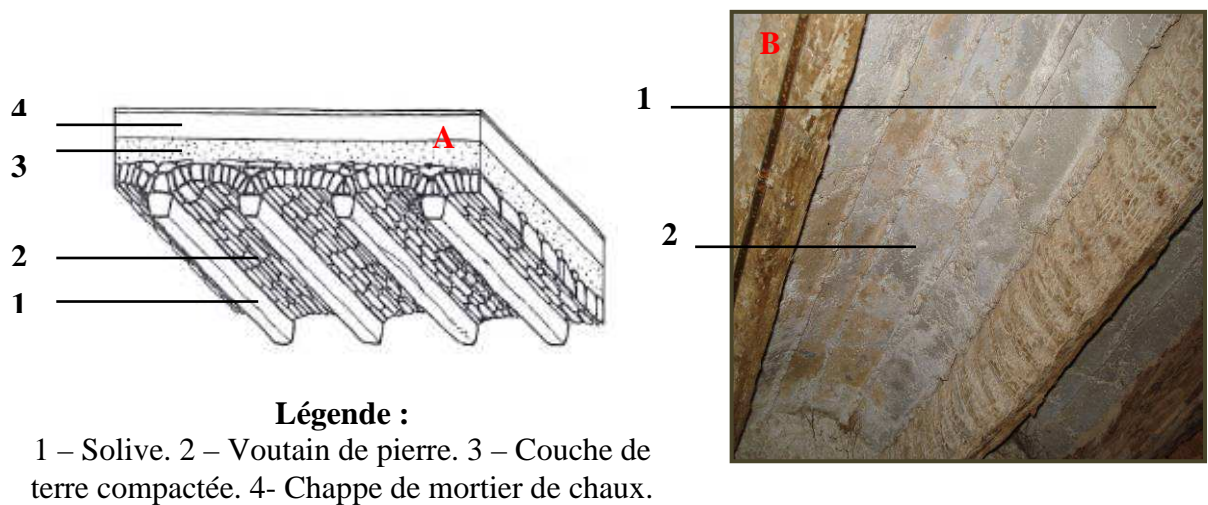 4
3
2
1
A
B
1
2
Légende :
1 – Solive. 2 – Voutain de pierre. 3 – Couche de
terre compactée. 4- Chappe de mortier de chaux.